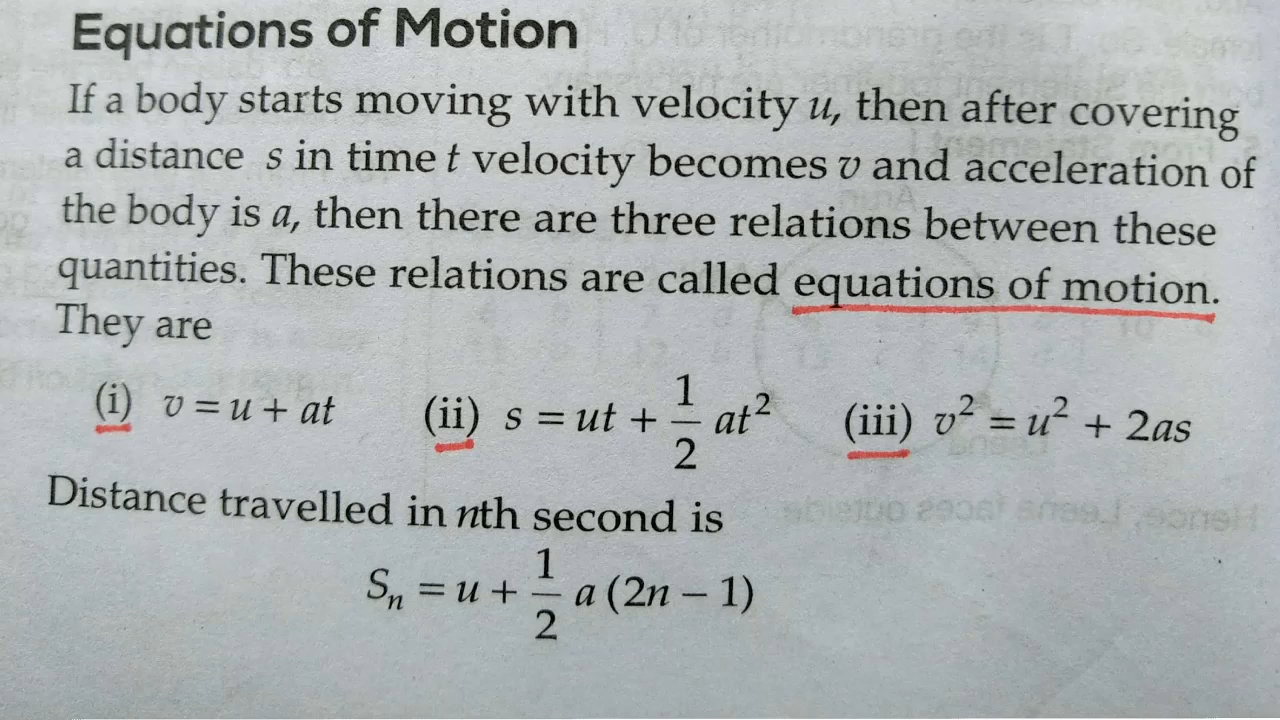 Equations of Motion
If a body starts moving with velocity u, then after covering
a distance s in time t velocity becomes v and acceleration of
the body is a, then there are three relations between these
quantities. These relations are called equations of motion.
They are
(i) v = u + at (ii) s = ut + 1/2 at² (iii) v² = u² + 2as
Distance travelled in nth second is
Sₙ = u + 1/2 a (2n – 1)